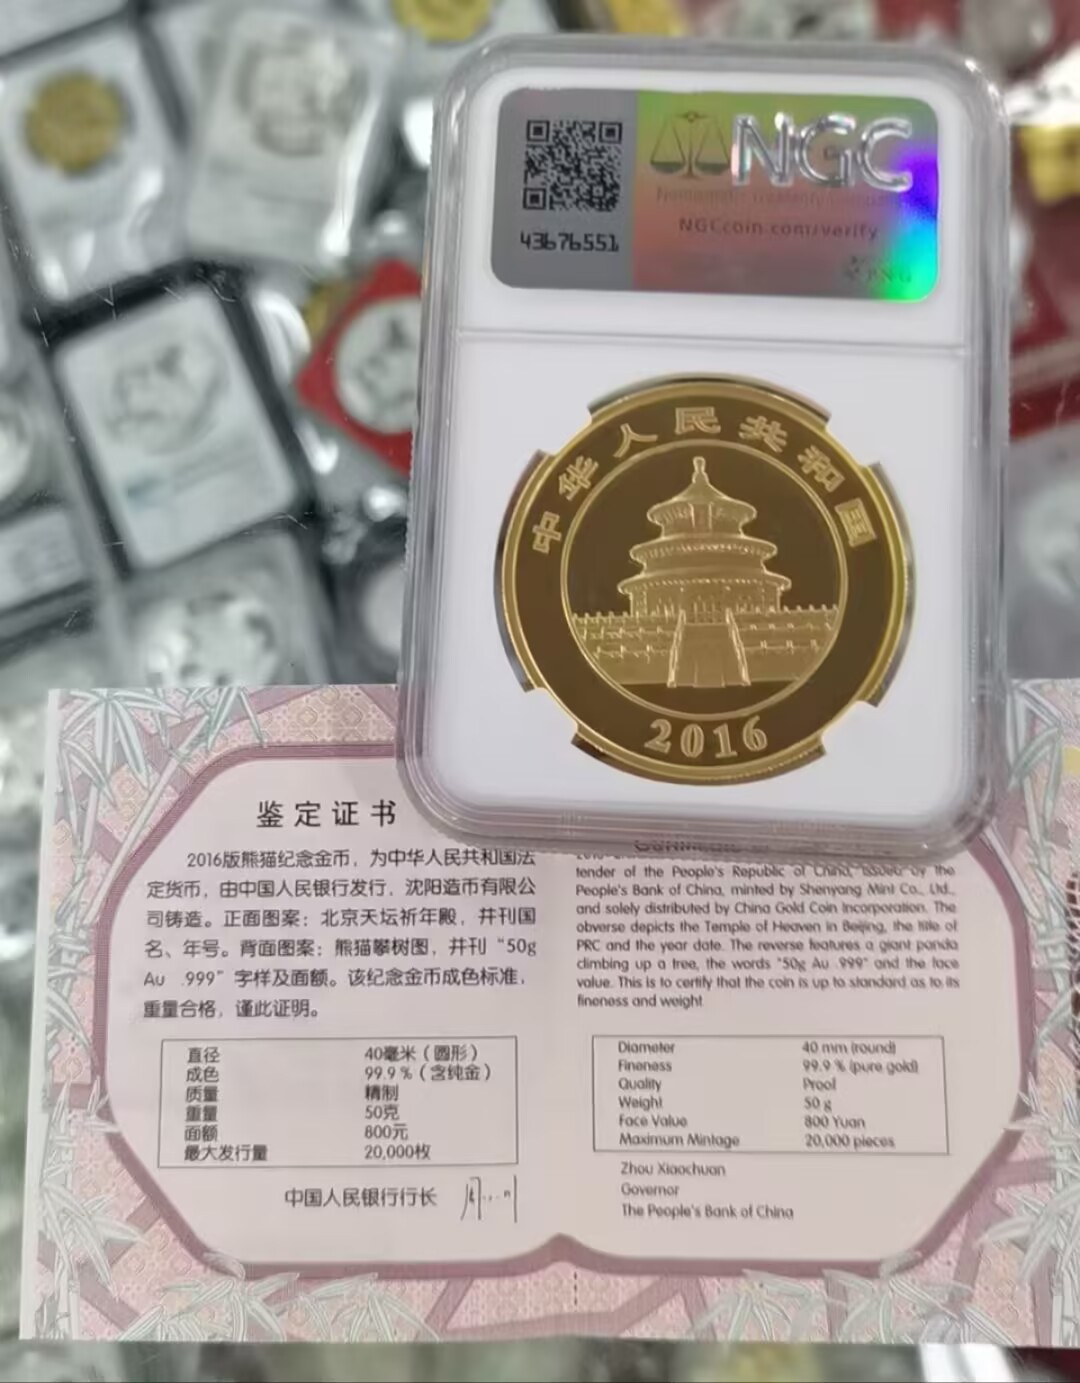 NGC
NGCcoin.com/verify
43676551
中华人民共和国
2016
鉴定证书
2016版熊猫纪念金币，为中华人民共和国法
定货币，由中国人民银行发行，沈阳造币有限公
司铸造。正面图案：北京天坛祈年殿，并刊国
名、年号。背面图案：熊猫攀树图，并刊“50g
Au .999”字样及面额。该纪念金币成色标准，
重量合格，谨此证明。
直径 40毫米（圆形）
成色 99.9％（含纯金）
质量 精制
重量 50克
面额 800元
最大发行量 20,000枚
中国人民银行行长
tender of the People's Republic of China, issued by the
People's Bank of China, minted by Shenyang Mint Co., Ltd.,
and solely distributed by China Gold Coin Incorporation. The
obverse depicts the Temple of Heaven in Beijing, the title of
PRC and the year date. The reverse features a giant panda
climbing up a tree, the words "50g Au .999" and the face
value. This is to certify that the coin is up to standard as to its
fineness and weight
Diameter 40 mm (round)
Fineness 99.9 % (pure gold)
Quality Proof
Weight 50 g
Face Value 800 Yuan
Maximum Mintage 20,000 pieces
Zhou Xiaochuan
Governor
The People's Bank of China